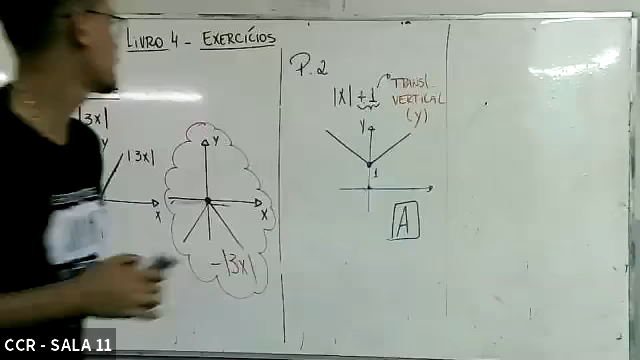 LIVRO 4 - EXERCÍCIOS
|3x|
y
|3x|
x
y
x
-|3x|
P.2
|x| + 1
TRANSL
VERTICAL
(y)
y
1
A
CCR - SALA 11